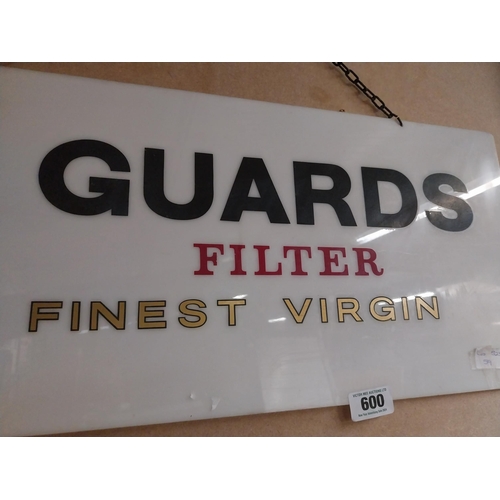 GUARDS
FILTER
FINEST VIRGIN
600